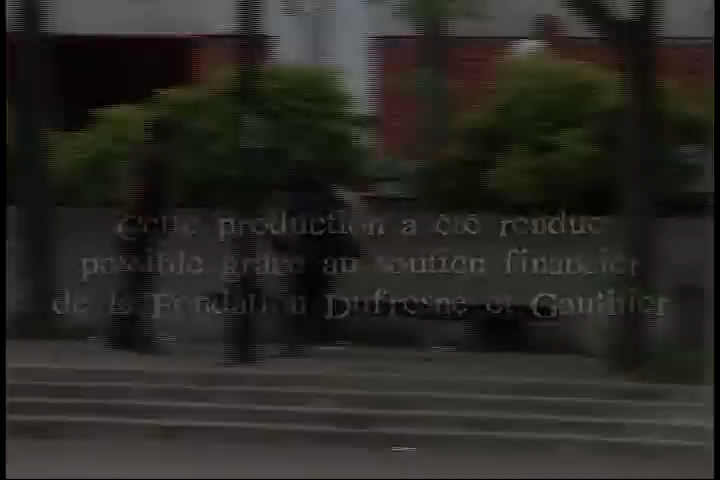 Cette production a été rendue
possible grâce au soutien financier
de la Fondation Dufresne et Gauthier